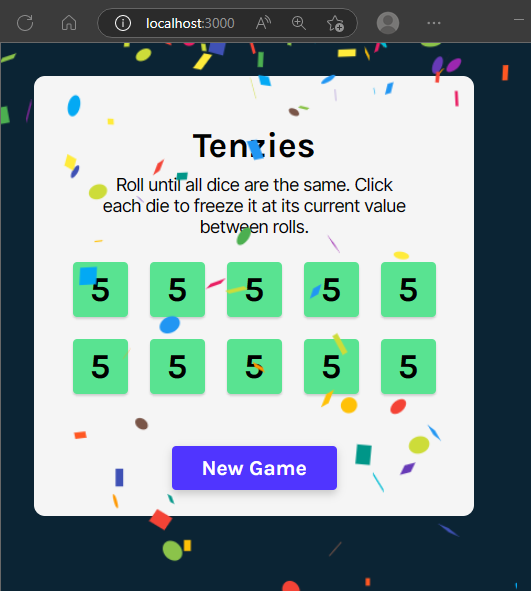 localhost:3000
Tenzies
Roll until all dice are the same. Click
each die to freeze it at its current value
between rolls.
5 5 5 5 5
5 5 5 5 5
New Game